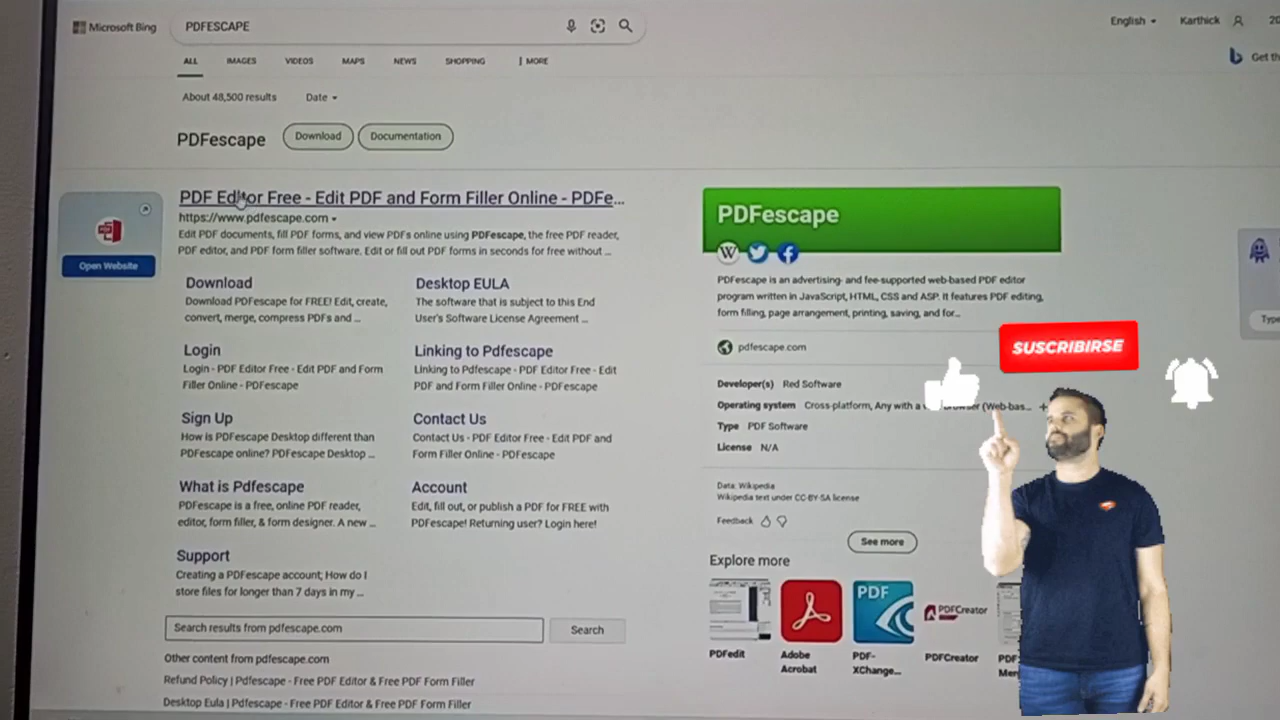 Microsoft Bing
PDFESCAPE
English
Karthick
20
ALL
IMAGES
VIDEOS
MAPS
NEWS
SHOPPING
MORE
Get th
About 48,500 results
Date
PDFescape
Download
Documentation
PDF Editor Free - Edit PDF and Form Filler Online - PDFe...
https://www.pdfescape.com
Edit PDF documents, fill PDF forms, and view PDFs online using PDFescape, the free PDF reader,
PDF editor, and PDF form filler software. Edit or fill out PDF forms in seconds for free without ...
Open Website
Download
Download PDFescape for FREE! Edit, create,
convert, merge, compress PDFs and ...
Desktop EULA
The software that is subject to this End
User's Software License Agreement ...
Login
Login - PDF Editor Free - Edit PDF and Form
Filler Online - PDFescape
Linking to Pdfescape
Linking to Pdfescape - PDF Editor Free - Edit
PDF and Form Filler Online - PDFescape
Sign Up
How is PDFescape Desktop different than
PDFescape online? PDFescape Desktop ...
Contact Us
Contact Us - PDF Editor Free - Edit PDF and
Form Filler Online - PDFescape
What is Pdfescape
PDFescape is a free, online PDF reader,
editor, form filler, & form designer. A new ...
Account
Edit, fill out, or publish a PDF for FREE with
PDFescape! Returning user? Login here!
Support
Creating a PDFescape account; How do I
store files for longer than 7 days in my ...
Search results from pdfescape.com
Search
Other content from pdfescape.com
Refund Policy | Pdfescape - Free PDF Editor & Free PDF Form Filler
Desktop Eula | Pdfescape - Free PDF Editor & Free PDF Form Filler
PDFescape
W
PDFescape is an advertising- and fee-supported web-based PDF editor
program written in JavaScript, HTML, CSS and ASP. It features PDF editing,
form filling, page arrangement, printing, saving, and for...
pdfescape.com
Developer(s) Red Software
Operating system Cross-platform, Any with a (Web-bas...
Type PDF Software
License N/A
Data: Wikipedia
Wikipedia text under CC-BY-SA license
Feedback
See more
Explore more
PDFedit
Adobe
Acrobat
PDF
PDF-
XChange...
PDFCreator
PDFCreator
SUSCRIBIRSE